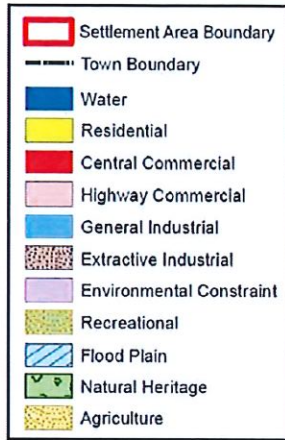 Settlement Area Boundary
Town Boundary
Water
Residential
Central Commercial
Highway Commercial
General Industrial
Extractive Industrial
Environmental Constraint
Recreational
Flood Plain
Natural Heritage
Agriculture